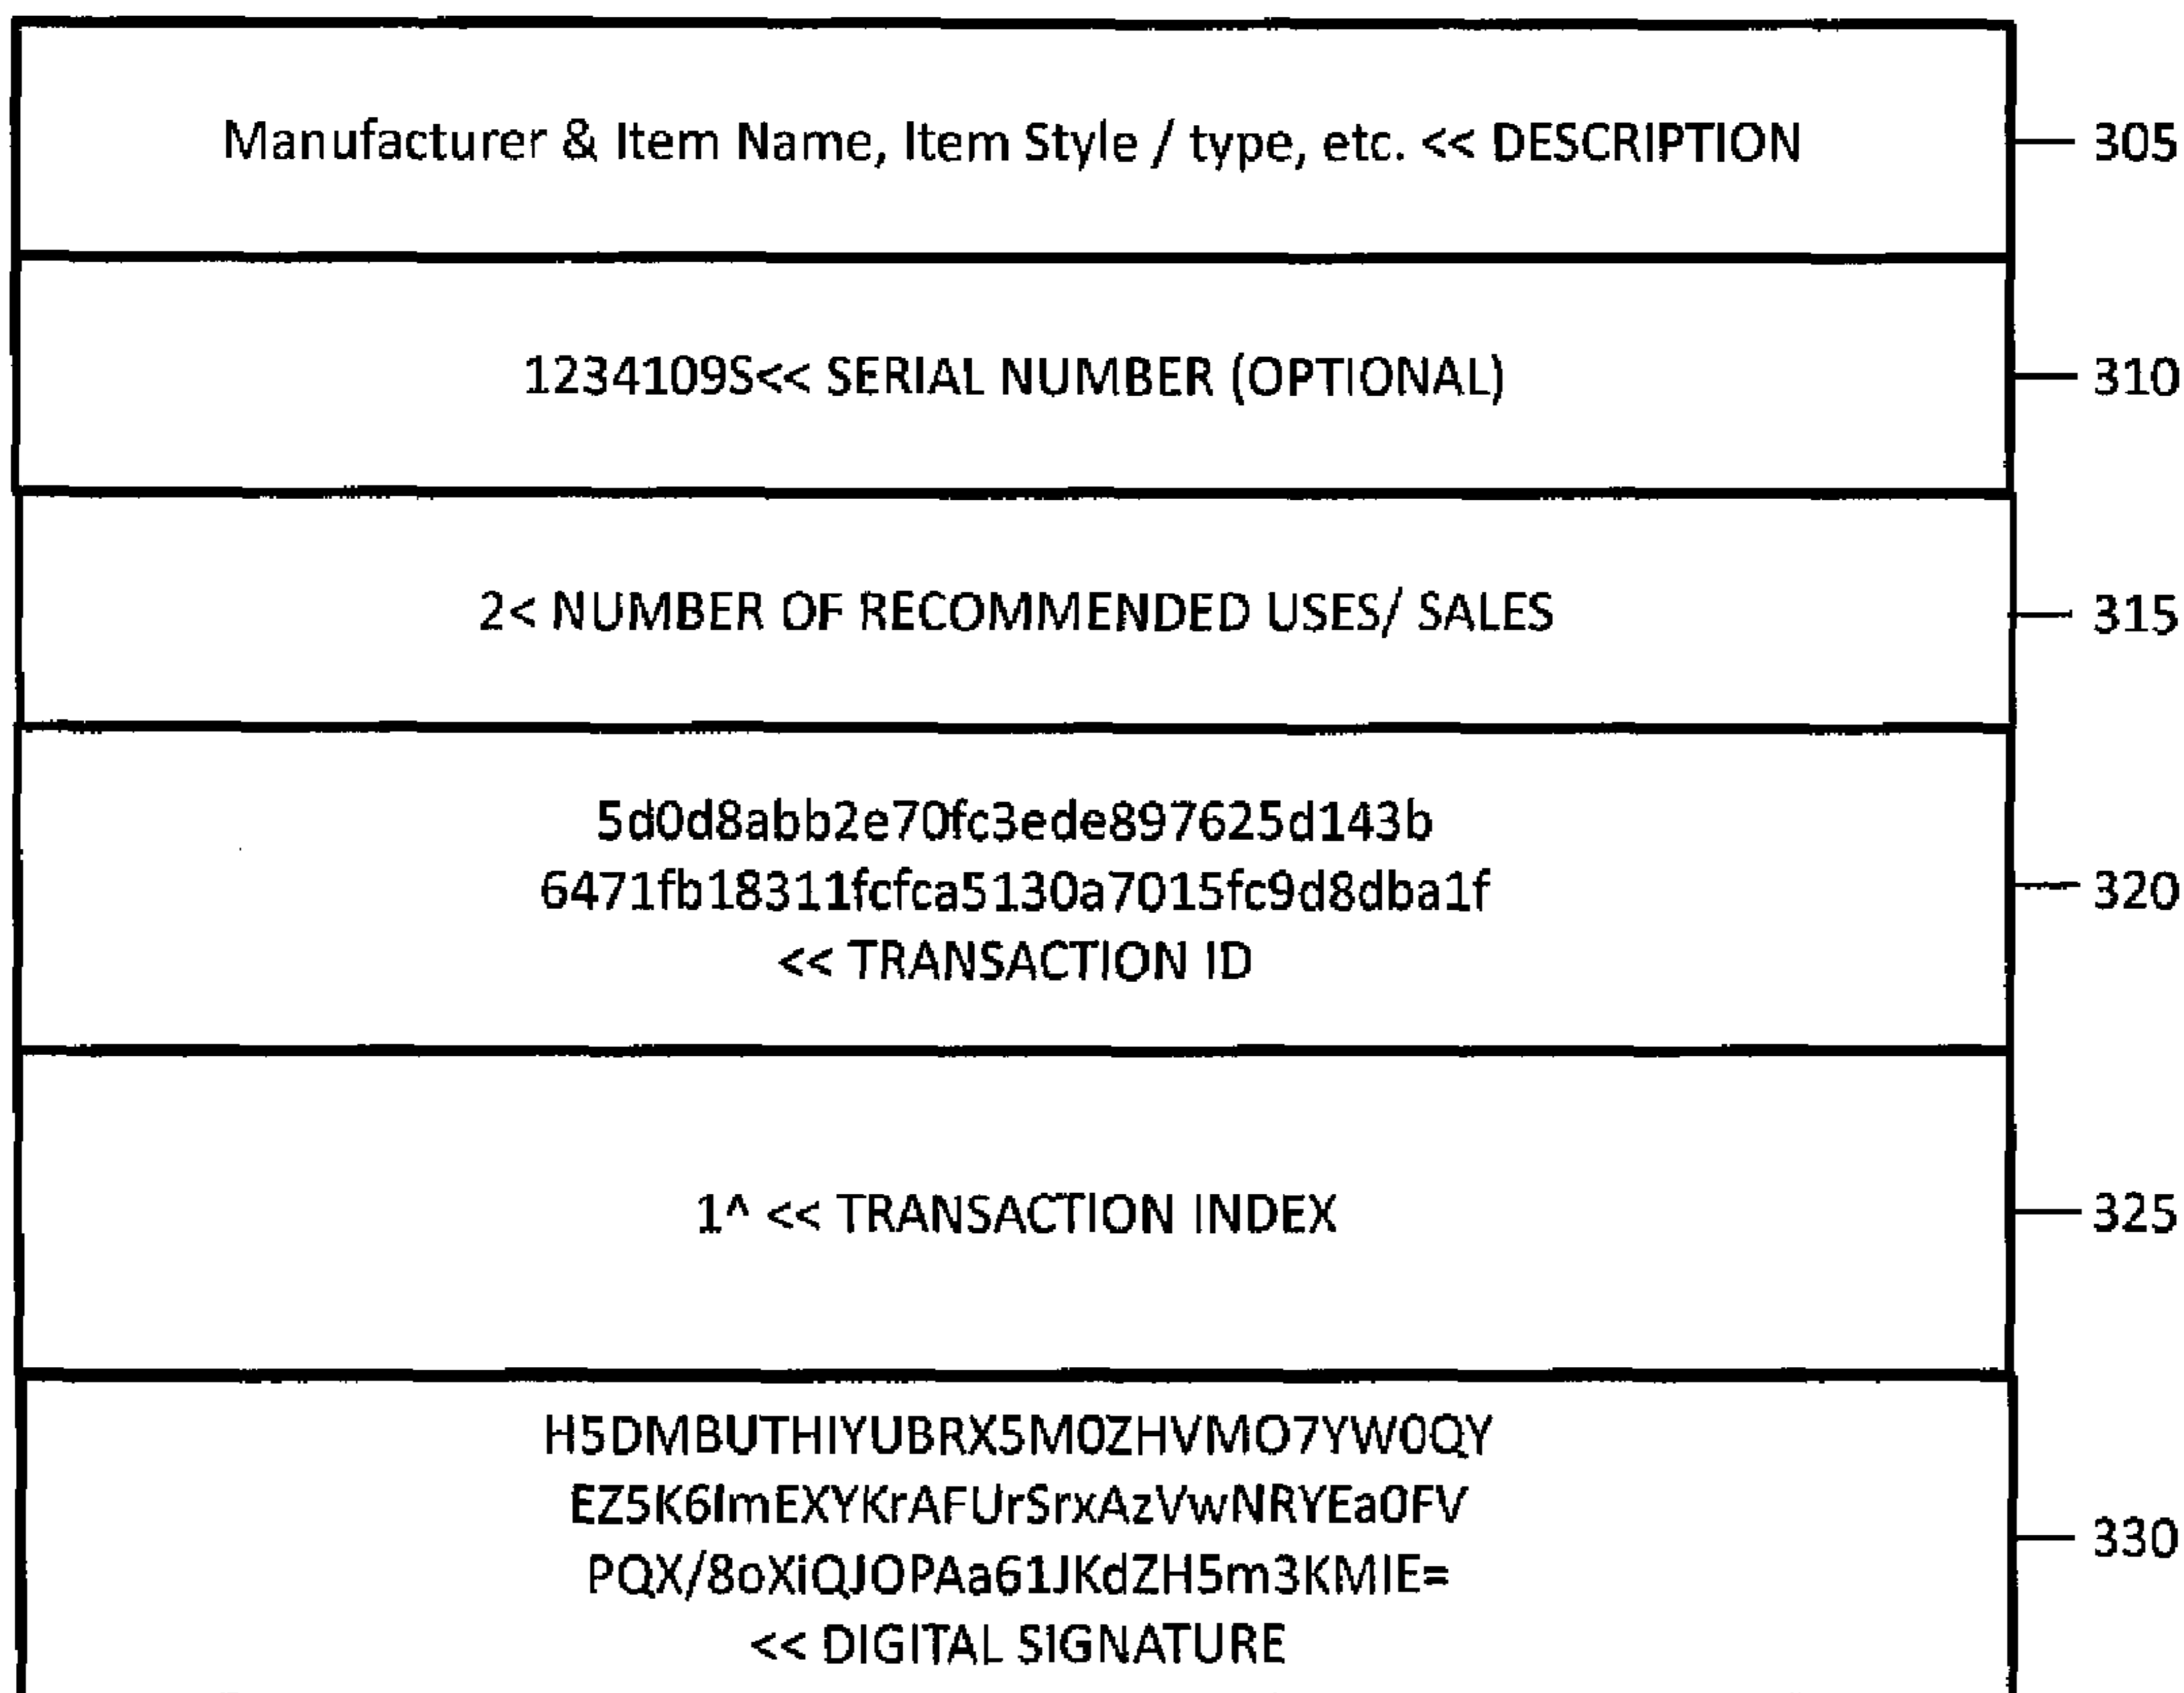 Manufacturer & Item Name, Item Style / type, etc. << DESCRIPTION
305
1234109S<< SERIAL NUMBER (OPTIONAL)
310
2< NUMBER OF RECOMMENDED USES/ SALES
315
5d0d8abb2e70fc3ede897625d143b
6471fb18311fcfca5130a7015fc9d8dba1f
<< TRANSACTION ID
320
1^ << TRANSACTION INDEX
325
H5DMBUTHIYUBRX5M0ZHVMO7YW0QY
EZ5K6ImEXYKrAFUrSrxAzVwNRYEa0FV
PQX/8oXiQJOPAa61JKdZH5m3KMIE=
<< DIGITAL SIGNATURE
330